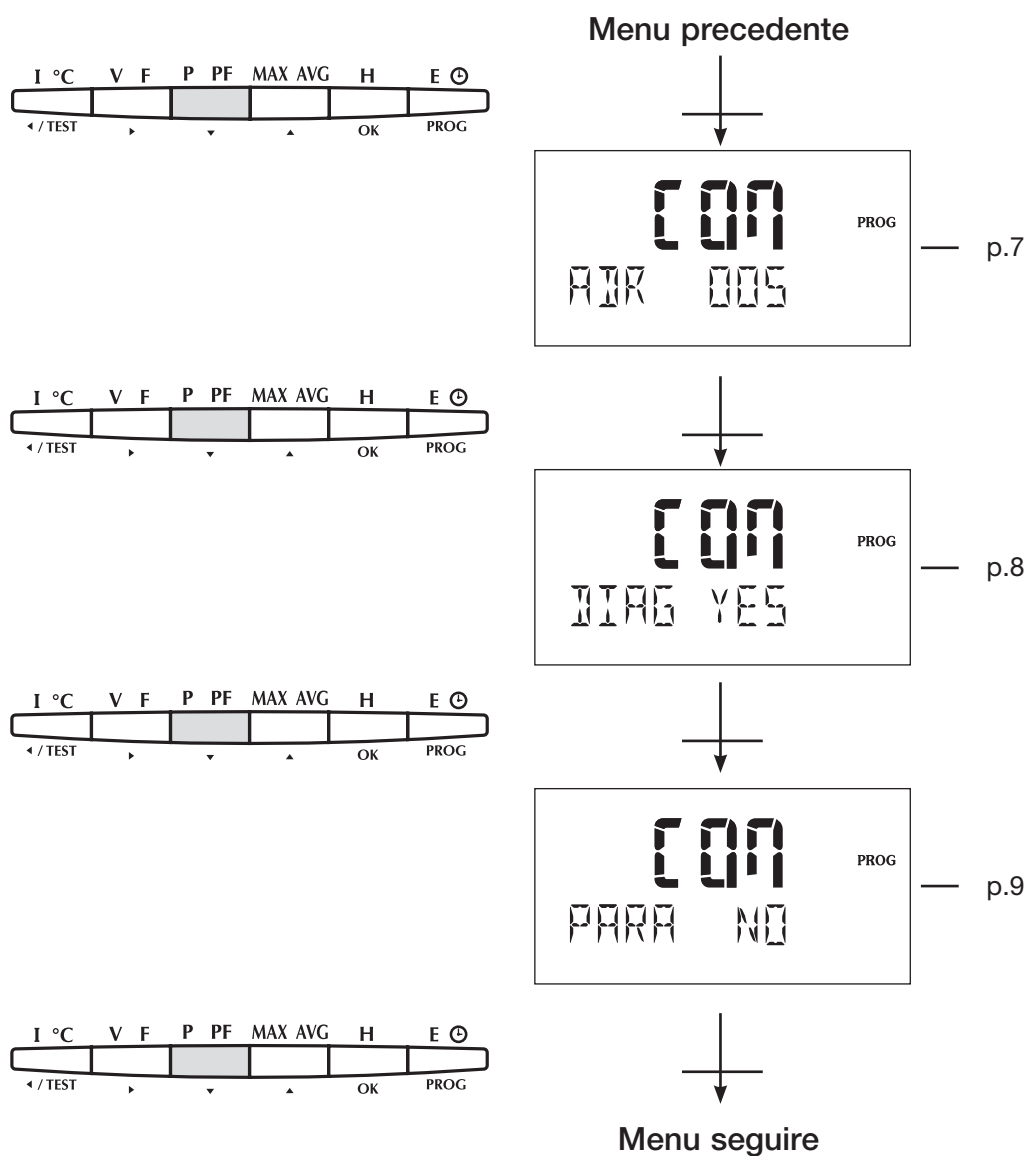 Menu precedente
I °C V F P PF MAX AVG H E
◂ / TEST ▸ ▾ ▴ OK PROG
COM
PROG
p.7
ADR 005
I °C V F P PF MAX AVG H E
◂ / TEST ▸ ▾ ▴ OK PROG
COM
PROG
p.8
DIAG YES
I °C V F P PF MAX AVG H E
◂ / TEST ▸ ▾ ▴ OK PROG
COM
PROG
p.9
PARA NO
I °C V F P PF MAX AVG H E
◂ / TEST ▸ ▾ ▴ OK PROG
Menu seguire